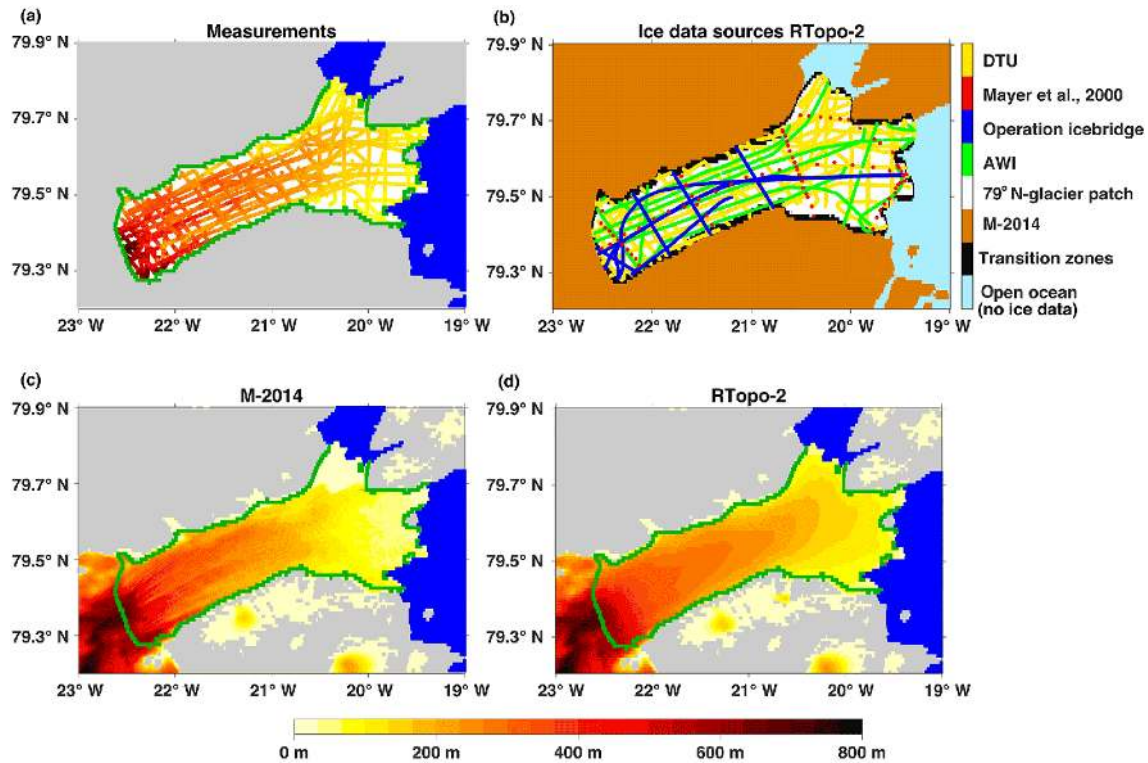 (a)
Measurements
79.9° N
79.7° N
79.5° N
79.3° N
23° W
22° W
21° W
20° W
19° W
(b)
Ice data sources RTopo-2
79.9° N
79.7° N
79.5° N
79.3° N
23° W
22° W
21° W
20° W
19° W
DTU
Mayer et al., 2000
Operation icebridge
AWI
79° N-glacier patch
M-2014
Transition zones
Open ocean
(no ice data)
(c)
M-2014
79.9° N
79.7° N
79.5° N
79.3° N
23° W
22° W
21° W
20° W
19° W
(d)
RTopo-2
79.9° N
79.7° N
79.5° N
79.3° N
23° W
22° W
21° W
20° W
19° W
0 m
200 m
400 m
600 m
800 m